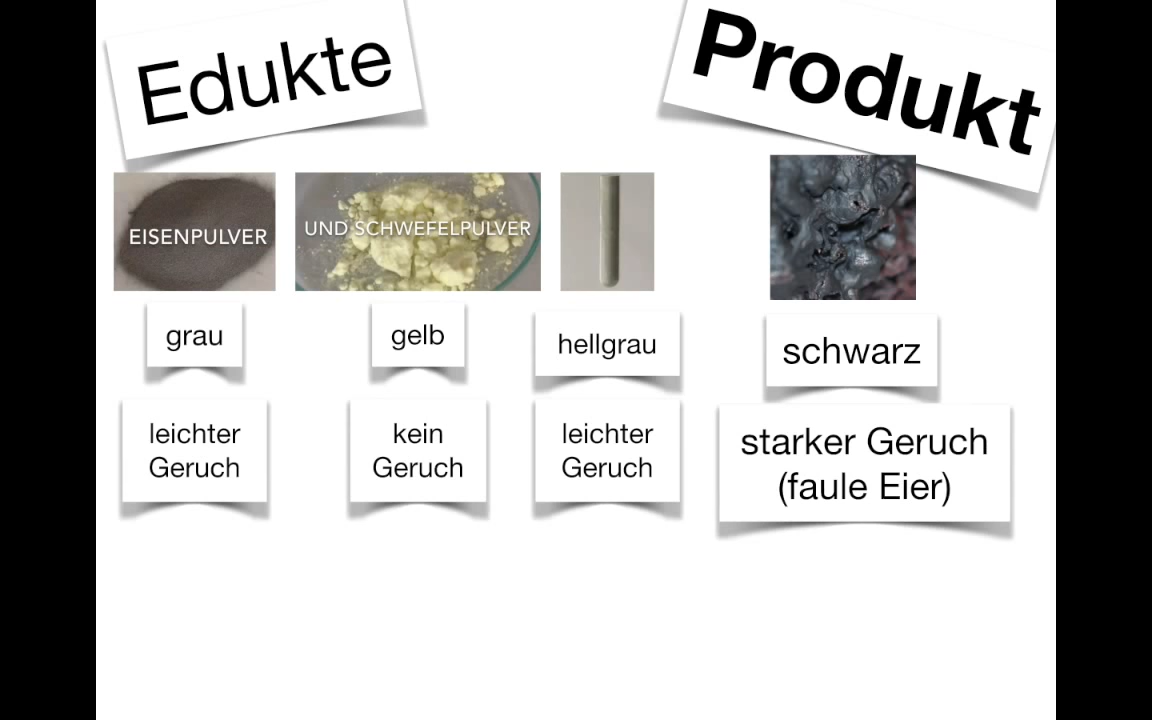 Edukte
Produkt
EISENPULVER
UND SCHWEFELPULVER
grau
gelb
hellgrau
schwarz
leichter
Geruch
kein
Geruch
leichter
Geruch
starker Geruch
(faule Eier)